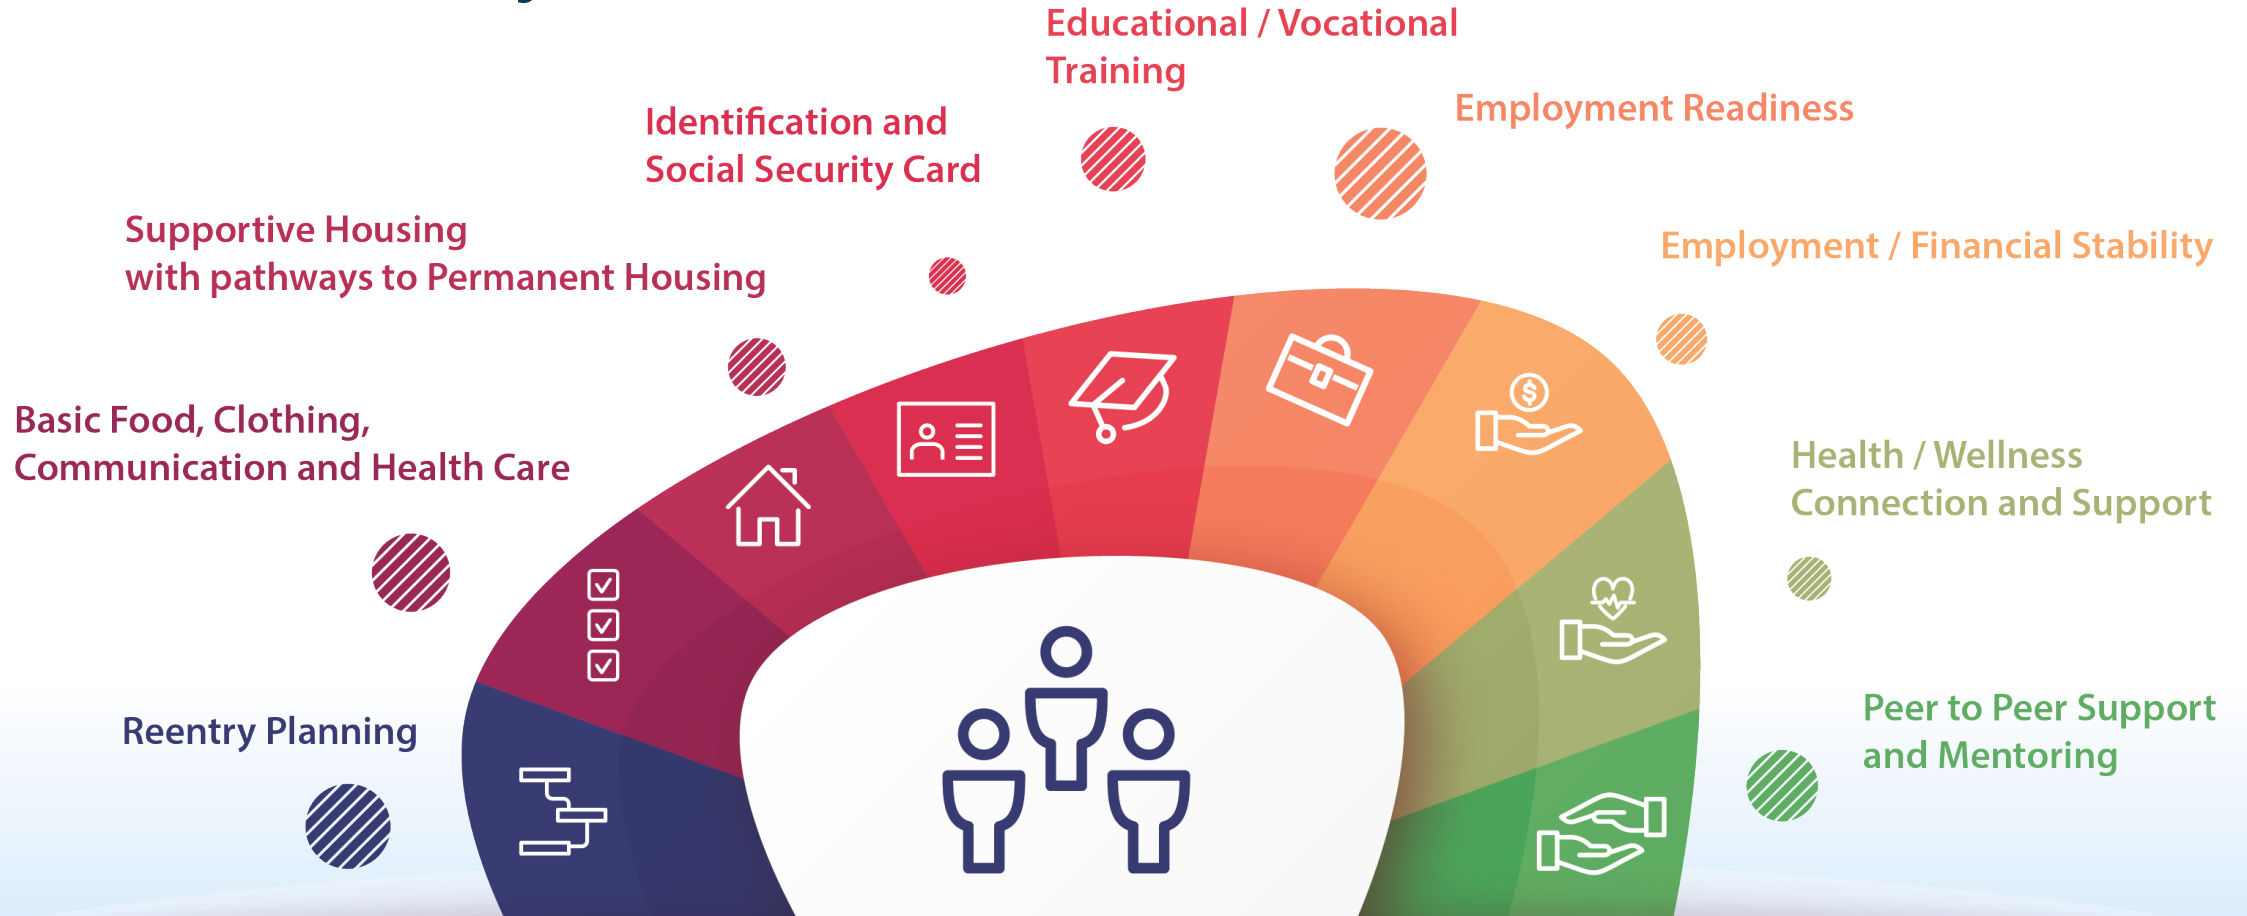 Reentry Planning
Basic Food, Clothing,
Communication and Health Care
Supportive Housing
with pathways to Permanent Housing
Identification and
Social Security Card
Educational / Vocational
Training
Employment Readiness
Employment / Financial Stability
Health / Wellness
Connection and Support
Peer to Peer Support
and Mentoring
$